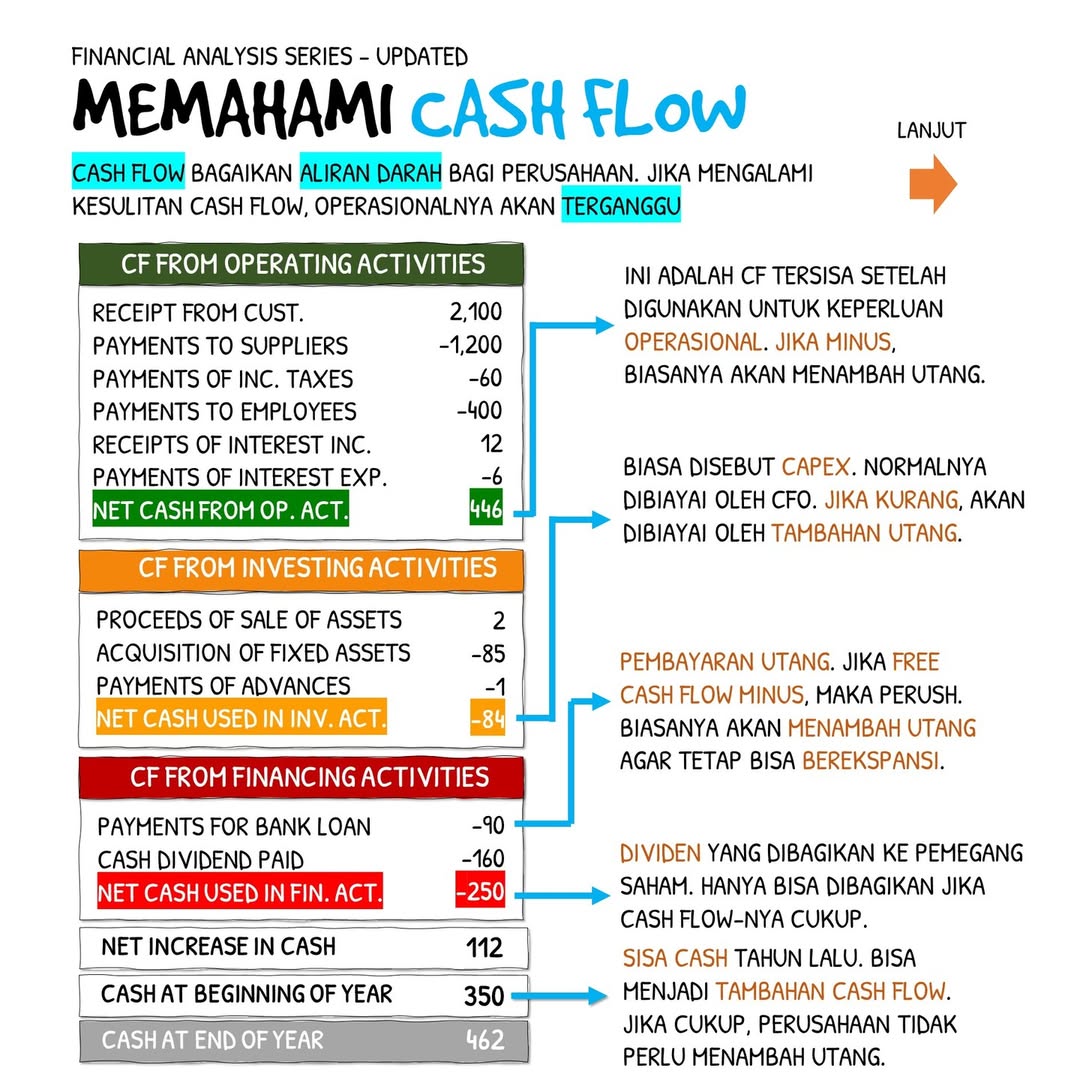 FINANCIAL ANALYSIS SERIES – UPDATED
MEMAHAMI CASH FLOW
LANJUT
CASH FLOW BAGAIKAN ALIRAN DARAH BAGI PERUSAHAAN. JIKA MENGALAMI
KESULITAN CASH FLOW, OPERASIONALNYA AKAN TERGANGGU
CF FROM OPERATING ACTIVITIES
RECEIPT FROM CUST. 2,100
PAYMENTS TO SUPPLIERS -1,200
PAYMENTS OF INC. TAXES -60
PAYMENTS TO EMPLOYEES -400
RECEIPTS OF INTEREST INC. 12
PAYMENTS OF INTEREST EXP. -6
NET CASH FROM OP. ACT. 446
INI ADALAH CF TERSISA SETELAH
DIGUNAKAN UNTUK KEPERLUAN
OPERASIONAL. JIKA MINUS,
BIASANYA AKAN MENAMBAH UTANG.
CF FROM INVESTING ACTIVITIES
PROCEEDS OF SALE OF ASSETS 2
ACQUISITION OF FIXED ASSETS -85
PAYMENTS OF ADVANCES -1
NET CASH USED IN INV. ACT. -84
BIASA DISEBUT CAPEX. NORMALNYA
DIBIAYAI OLEH CFO. JIKA KURANG, AKAN
DIBIAYAI OLEH TAMBAHAN UTANG.
CF FROM FINANCING ACTIVITIES
PAYMENTS FOR BANK LOAN -90
CASH DIVIDEND PAID -160
NET CASH USED IN FIN. ACT. -250
PEMBAYARAN UTANG. JIKA FREE
CASH FLOW MINUS, MAKA PERUSH.
BIASANYA AKAN MENAMBAH UTANG
AGAR TETAP BISA BEREKSPANSI.
DIVIDEN YANG DIBAGIKAN KE PEMEGANG
SAHAM. HANYA BISA DIBAGIKAN JIKA
CASH FLOW-NYA CUKUP.
NET INCREASE IN CASH 112
CASH AT BEGINNING OF YEAR 350
CASH AT END OF YEAR 462
SISA CASH TAHUN LALU. BISA
MENJADI TAMBAHAN CASH FLOW.
JIKA CUKUP, PERUSAHAAN TIDAK
PERLU MENAMBAH UTANG.